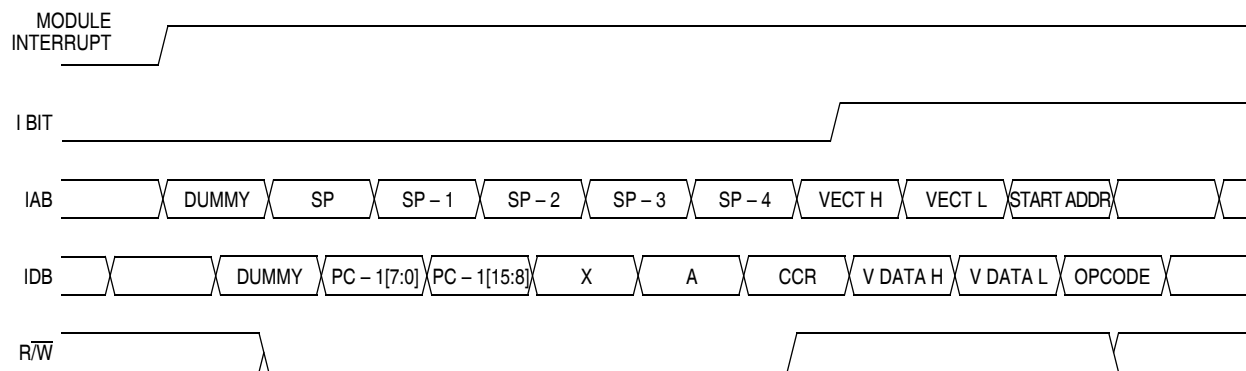 MODULE
INTERRUPT
I BIT
IAB DUMMY SP SP – 1 SP – 2 SP – 3 SP – 4 VECT H VECT L START ADDR
IDB DUMMY PC – 1[7:0] PC – 1[15:8] X A CCR V DATA H V DATA L OPCODE
R/W̅